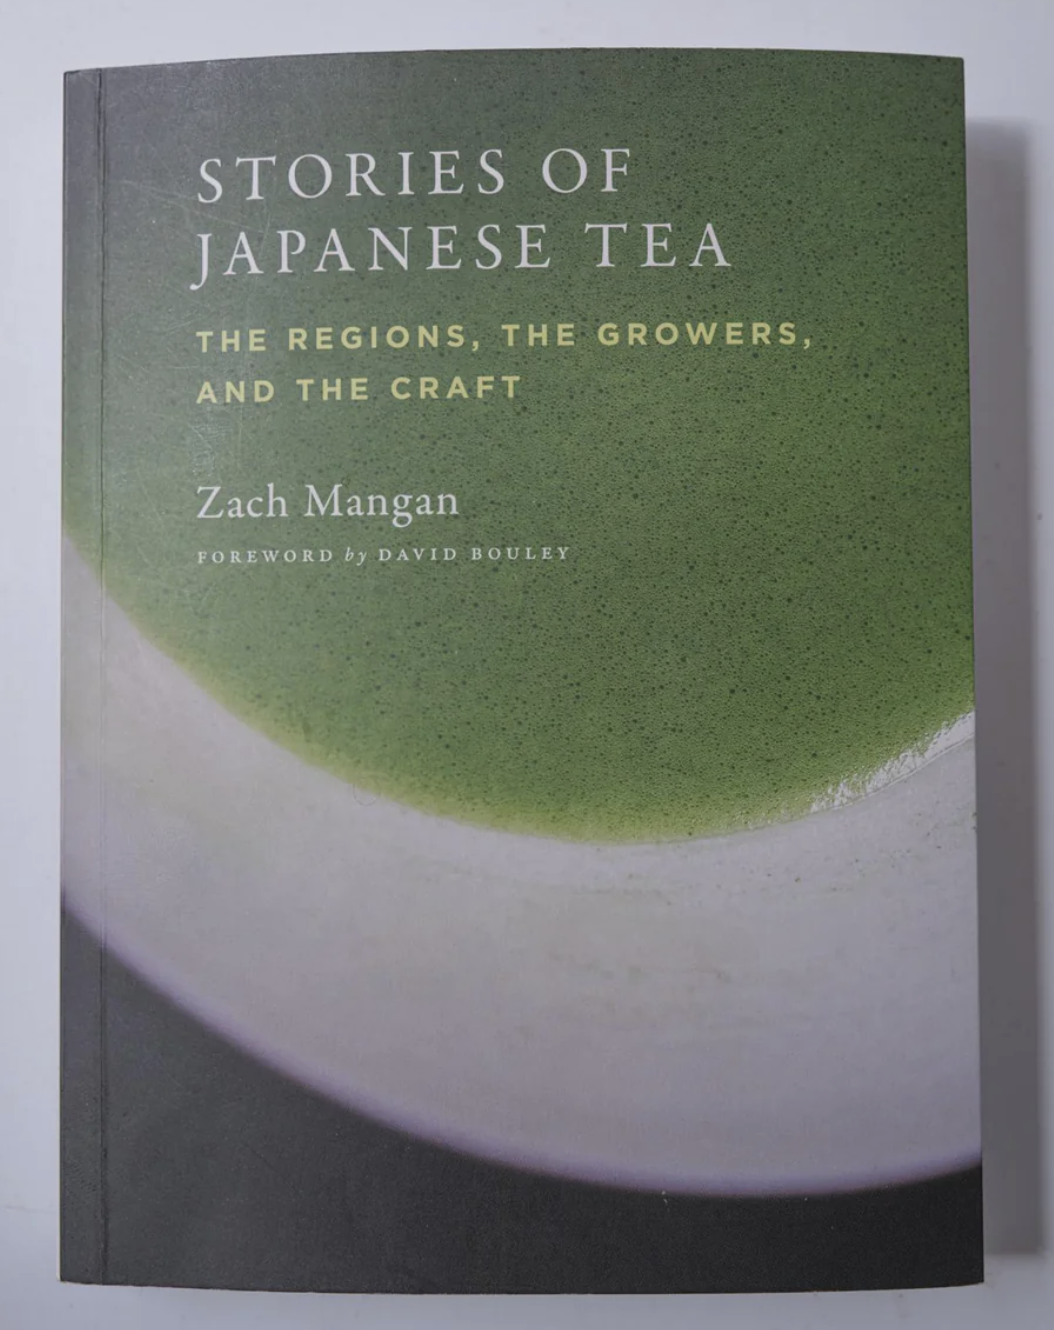 STORIES OF
JAPANESE TEA
THE REGIONS, THE GROWERS,
AND THE CRAFT
Zach Mangan
FOREWORD by DAVID BOULEY